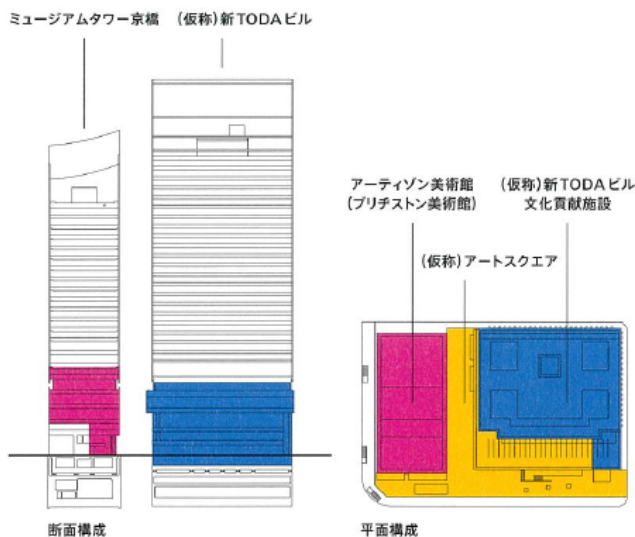 ミュージアムタワー京橋
(仮称)新TODAビル
アーティゾン美術館
(ブリヂストン美術館)
(仮称)新TODAビル
文化貢献施設
(仮称)アートスクエア
断面構成
平面構成